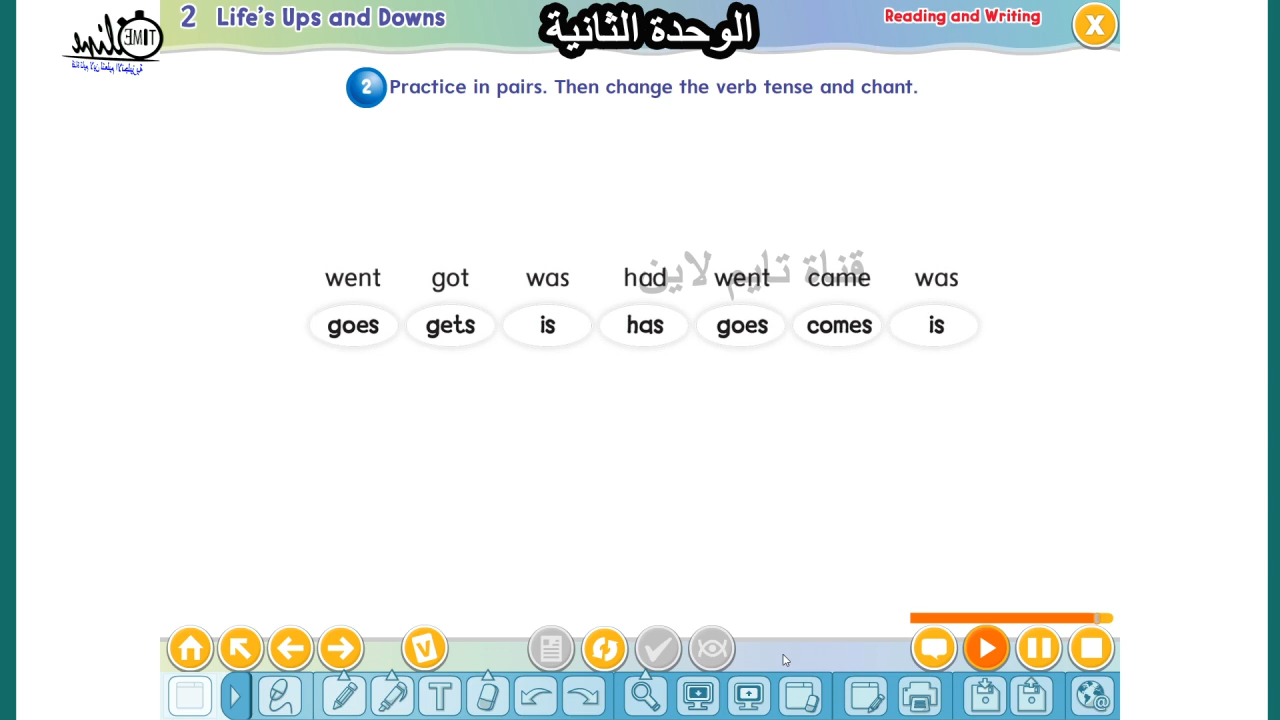 2 Life's Ups and Downs
الوحدة الثانية
Reading and Writing
X
TIME
2 Practice in pairs. Then change the verb tense and chant.
قناة تايم لاين
went got was had went came was
goes gets is has goes comes is
V
T
@